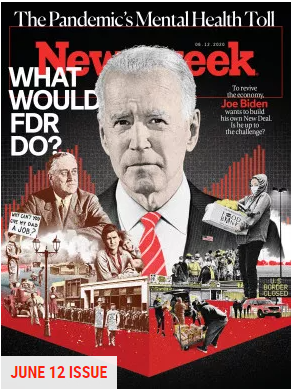 The Pandemic's Mental Health Toll
06.12.2020
Newsweek
WHAT
WOULD
FDR
DO?
To revive
the economy,
Joe Biden
wants to build
his own New Deal.
Is he up to
the challenge?
WHY CAN'T YOU
GIVE MY DAD
A JOB?
FOOD
BANK
U.S.
BORDER
CLOSED
JUNE 12 ISSUE